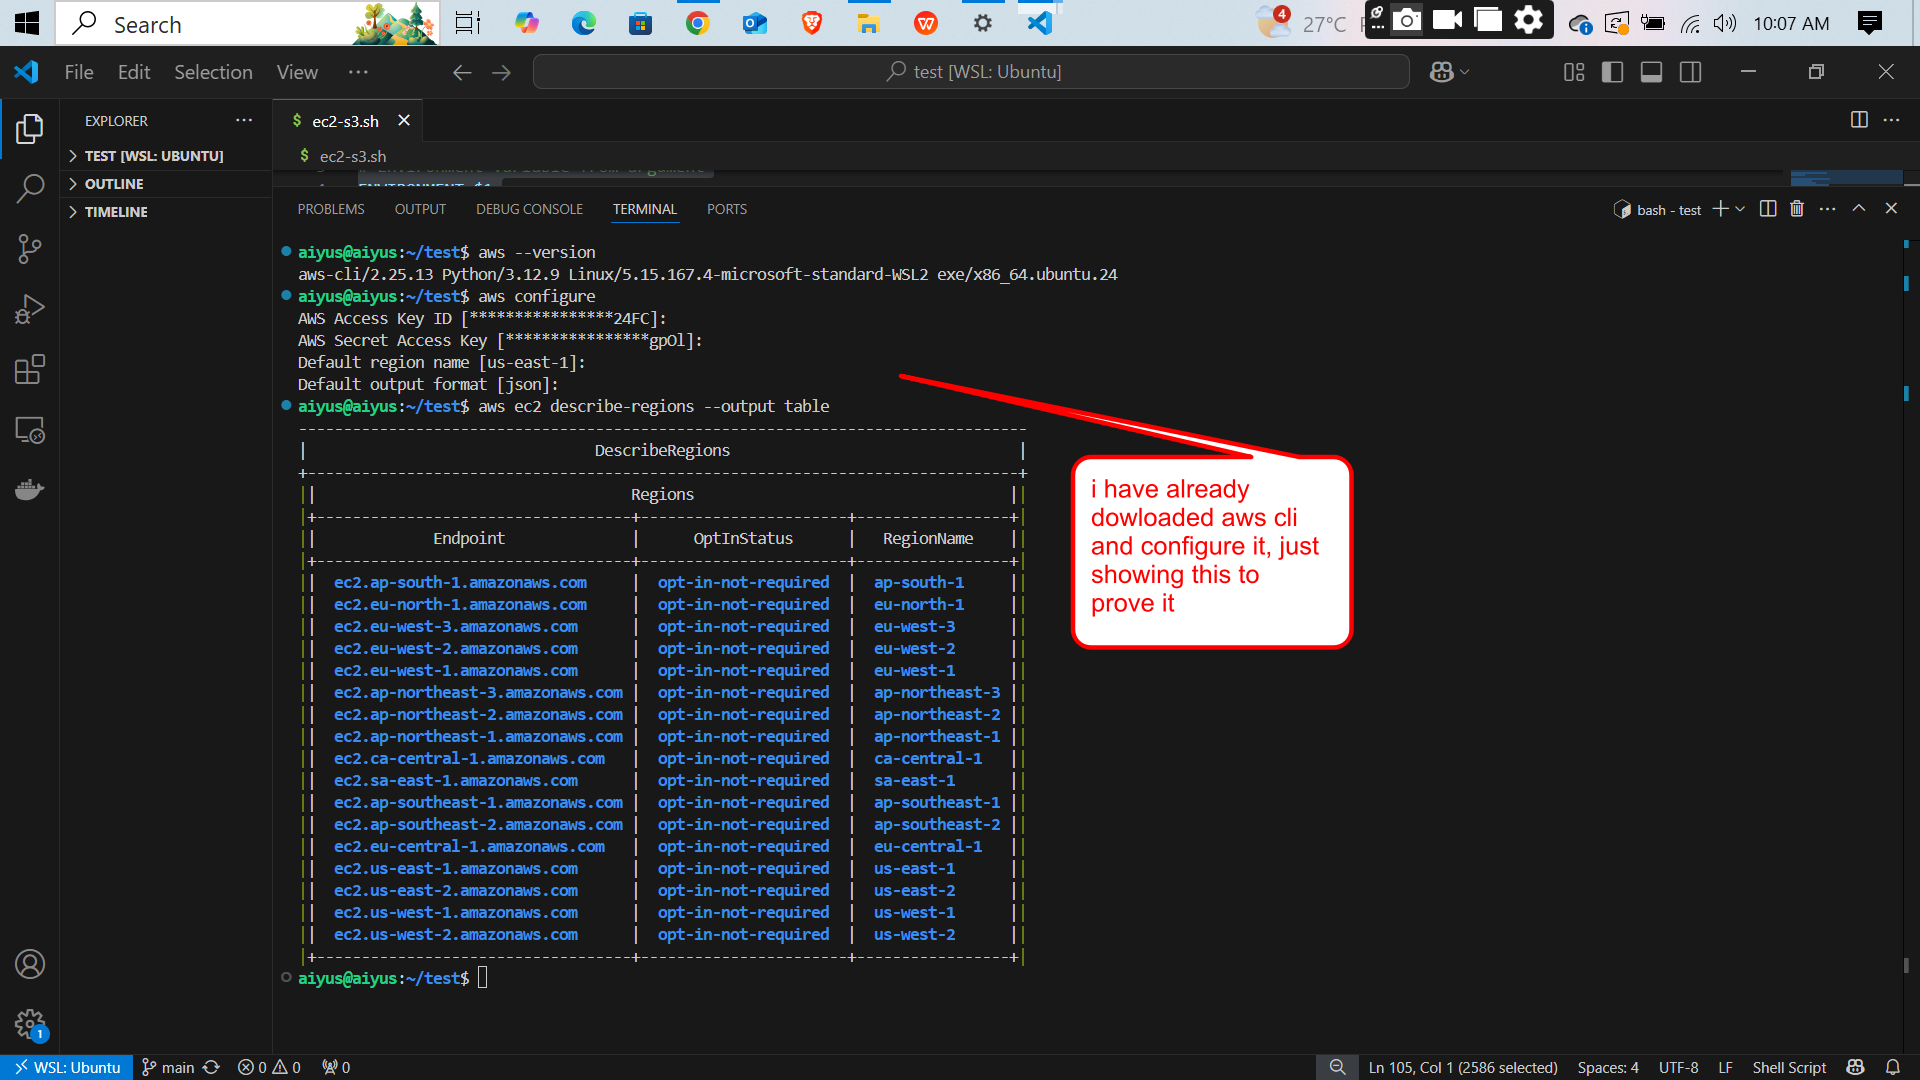 Search
4
27°C
10:07 AM
File Edit Selection View ···
test [WSL: Ubuntu]
EXPLORER ···
TEST [WSL: UBUNTU]
OUTLINE
TIMELINE
$ ec2-s3.sh
$ ec2-s3.sh
ENVIRONMENT=$1
PROBLEMS OUTPUT DEBUG CONSOLE TERMINAL PORTS
bash - test
aiyus@aiyus:~/test$ aws --version
aws-cli/2.25.13 Python/3.12.9 Linux/5.15.167.4-microsoft-standard-WSL2 exe/x86_64.ubuntu.24
aiyus@aiyus:~/test$ aws configure
AWS Access Key ID [****************24FC]:
AWS Secret Access Key [****************gpOl]:
Default region name [us-east-1]:
Default output format [json]:
aiyus@aiyus:~/test$ aws ec2 describe-regions --output table
DescribeRegions
Regions
Endpoint | OptInStatus | RegionName
ec2.ap-south-1.amazonaws.com | opt-in-not-required | ap-south-1
ec2.eu-north-1.amazonaws.com | opt-in-not-required | eu-north-1
ec2.eu-west-3.amazonaws.com | opt-in-not-required | eu-west-3
ec2.eu-west-2.amazonaws.com | opt-in-not-required | eu-west-2
ec2.eu-west-1.amazonaws.com | opt-in-not-required | eu-west-1
ec2.ap-northeast-3.amazonaws.com | opt-in-not-required | ap-northeast-3
ec2.ap-northeast-2.amazonaws.com | opt-in-not-required | ap-northeast-2
ec2.ap-northeast-1.amazonaws.com | opt-in-not-required | ap-northeast-1
ec2.ca-central-1.amazonaws.com | opt-in-not-required | ca-central-1
ec2.sa-east-1.amazonaws.com | opt-in-not-required | sa-east-1
ec2.ap-southeast-1.amazonaws.com | opt-in-not-required | ap-southeast-1
ec2.ap-southeast-2.amazonaws.com | opt-in-not-required | ap-southeast-2
ec2.eu-central-1.amazonaws.com | opt-in-not-required | eu-central-1
ec2.us-east-1.amazonaws.com | opt-in-not-required | us-east-1
ec2.us-east-2.amazonaws.com | opt-in-not-required | us-east-2
ec2.us-west-1.amazonaws.com | opt-in-not-required | us-west-1
ec2.us-west-2.amazonaws.com | opt-in-not-required | us-west-2
aiyus@aiyus:~/test$
i have already
dowloaded aws cli
and configure it, just
showing this to
prove it
1
WSL: Ubuntu main 0 0 0
Ln 105, Col 1 (2586 selected) Spaces: 4 UTF-8 LF Shell Script